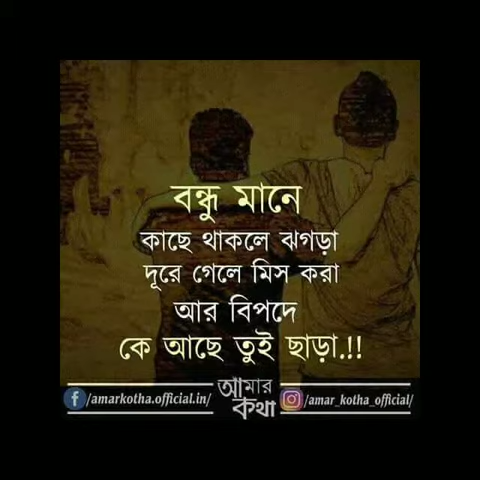 বন্ধু মানে
কাছে থাকলে ঝগড়া
দূরে গেলে মিস করা
আর বিপদে
কে আছে তুই ছাড়া.!!
/amarkotha.official.in/
আমার
কথা
/amar_kotha_official/